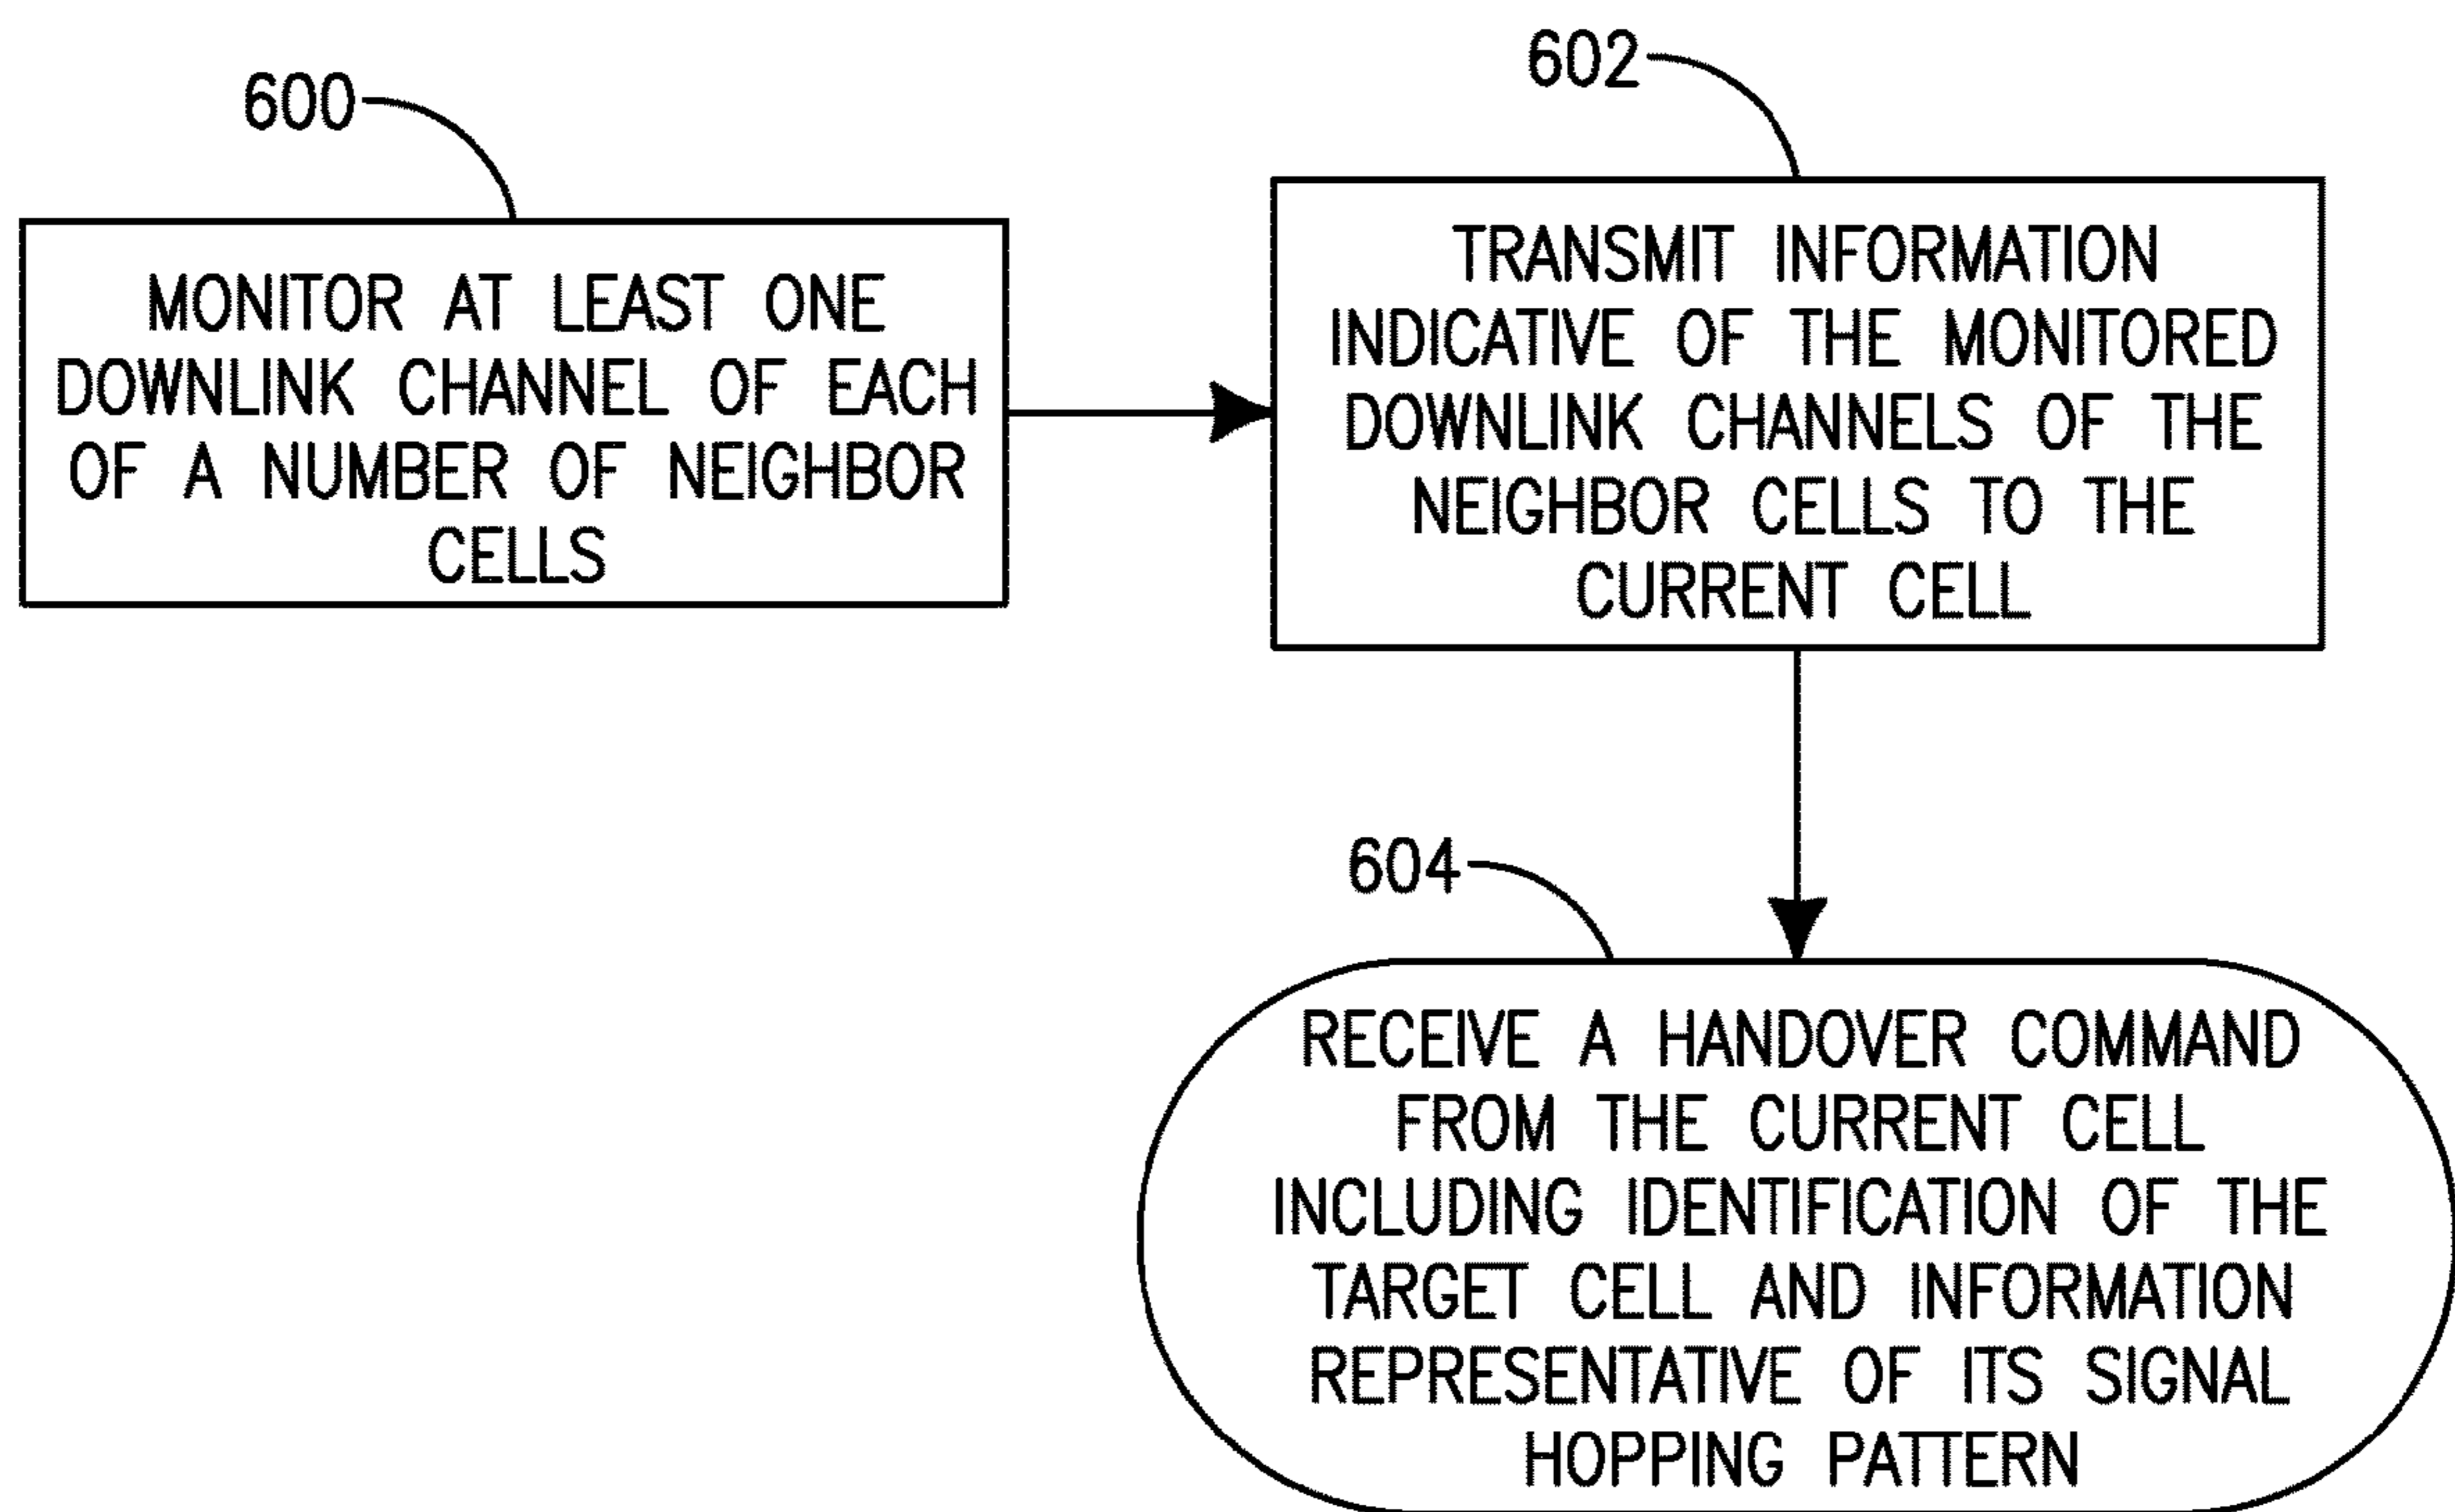 600
MONITOR AT LEAST ONE
DOWNLINK CHANNEL OF EACH
OF A NUMBER OF NEIGHBOR
CELLS
602
TRANSMIT INFORMATION
INDICATIVE OF THE MONITORED
DOWNLINK CHANNELS OF THE
NEIGHBOR CELLS TO THE
CURRENT CELL
604
RECEIVE A HANDOVER COMMAND
FROM THE CURRENT CELL
INCLUDING IDENTIFICATION OF THE
TARGET CELL AND INFORMATION
REPRESENTATIVE OF ITS SIGNAL
HOPPING PATTERN